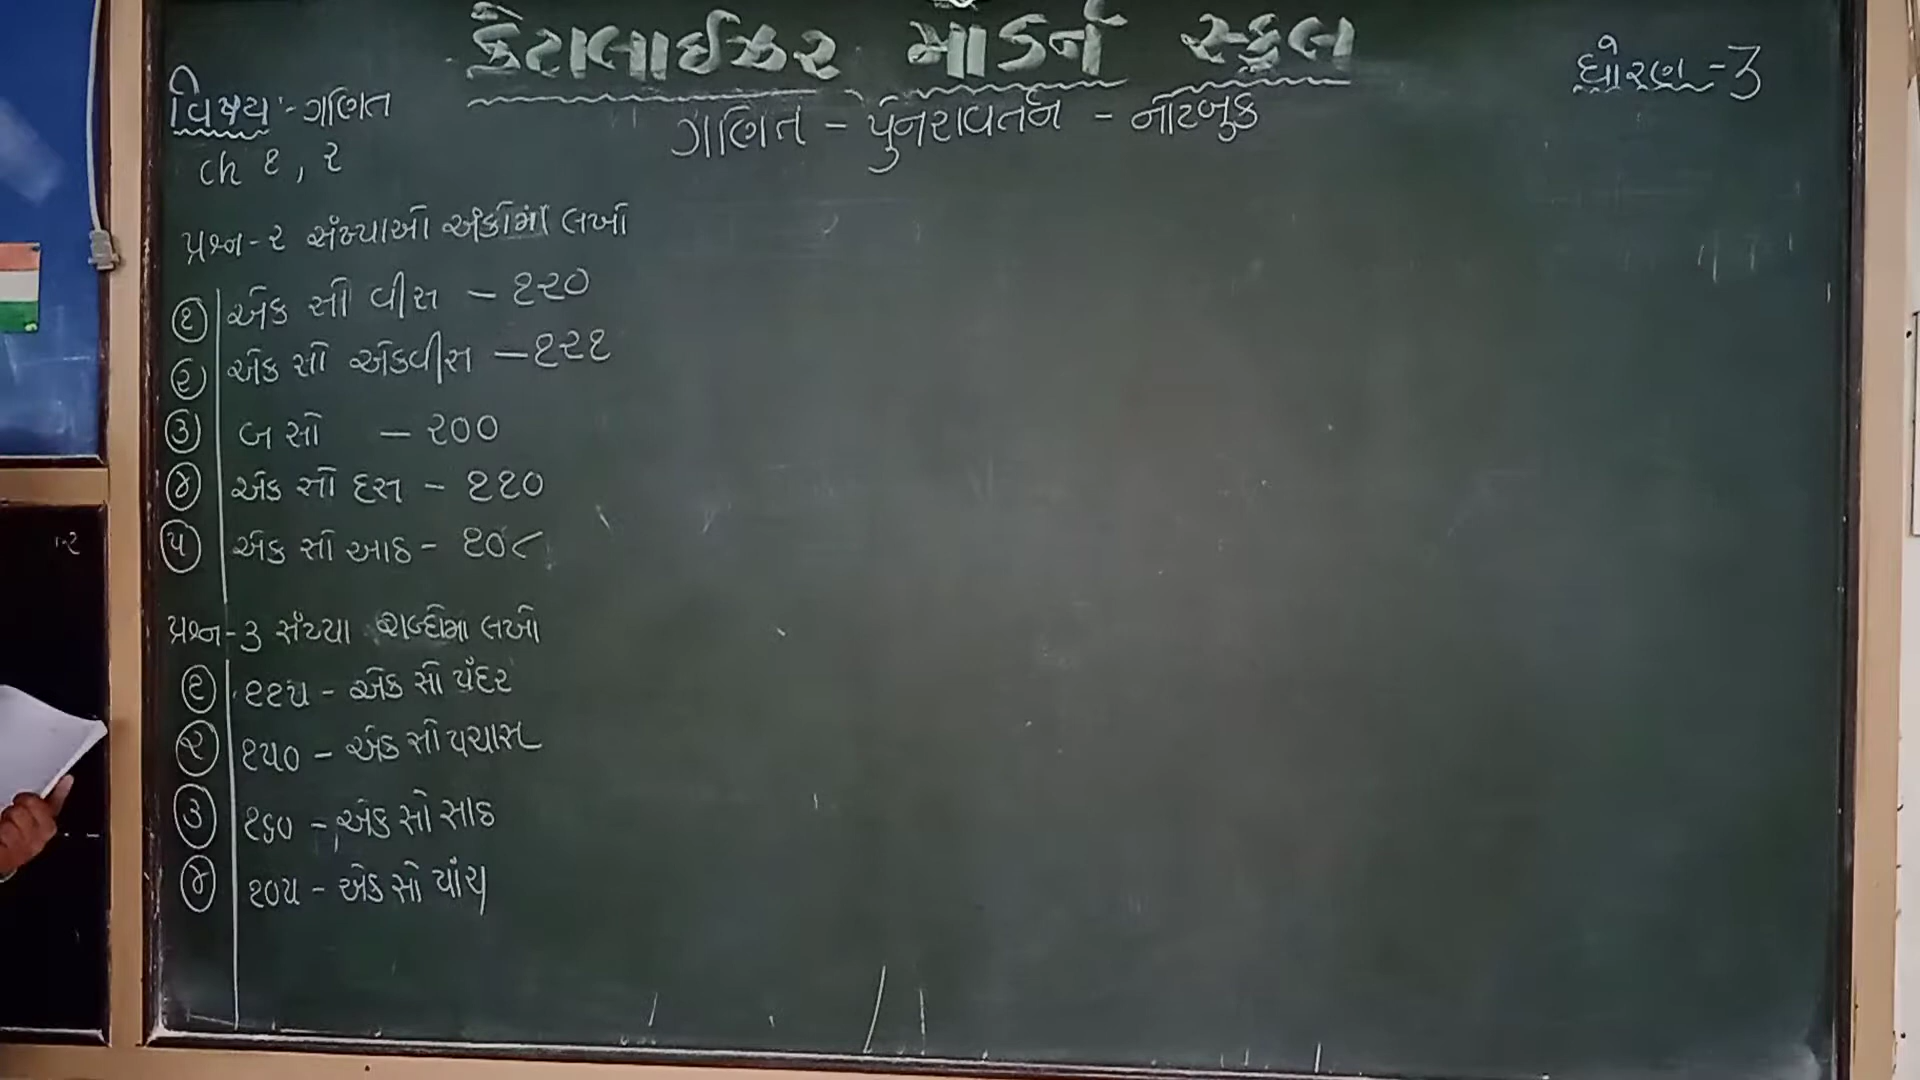 કેટાલાઈઝર મોડર્ન સ્કુલ
ધોરણ -3
વિષય :- ગણિત
ગણિત - પુનરાવર્તન - નોટબુક
ch ૧, ૨
પ્રશ્ન-૨ સંખ્યાઓ અંકોમાં લખો
૧ એક સો વીસ - ૧૨૦
૨ એક સો એકવીસ - ૧૨૧
૩ બ સો - ૨૦૦
૪ એક સો દસ - ૧૧૦
૫ એક સો આઠ - ૧૦૮
પ્રશ્ન-૩ સંખ્યા શબ્દોમા લખો
૧ ૧૧૫ - એક સો પંદર
૨ ૧૫૦ - એક સો પચાસ
૩ ૧૬૦ - એક સો સાઠ
૪ ૧૦૫ - એક સો પાંચ